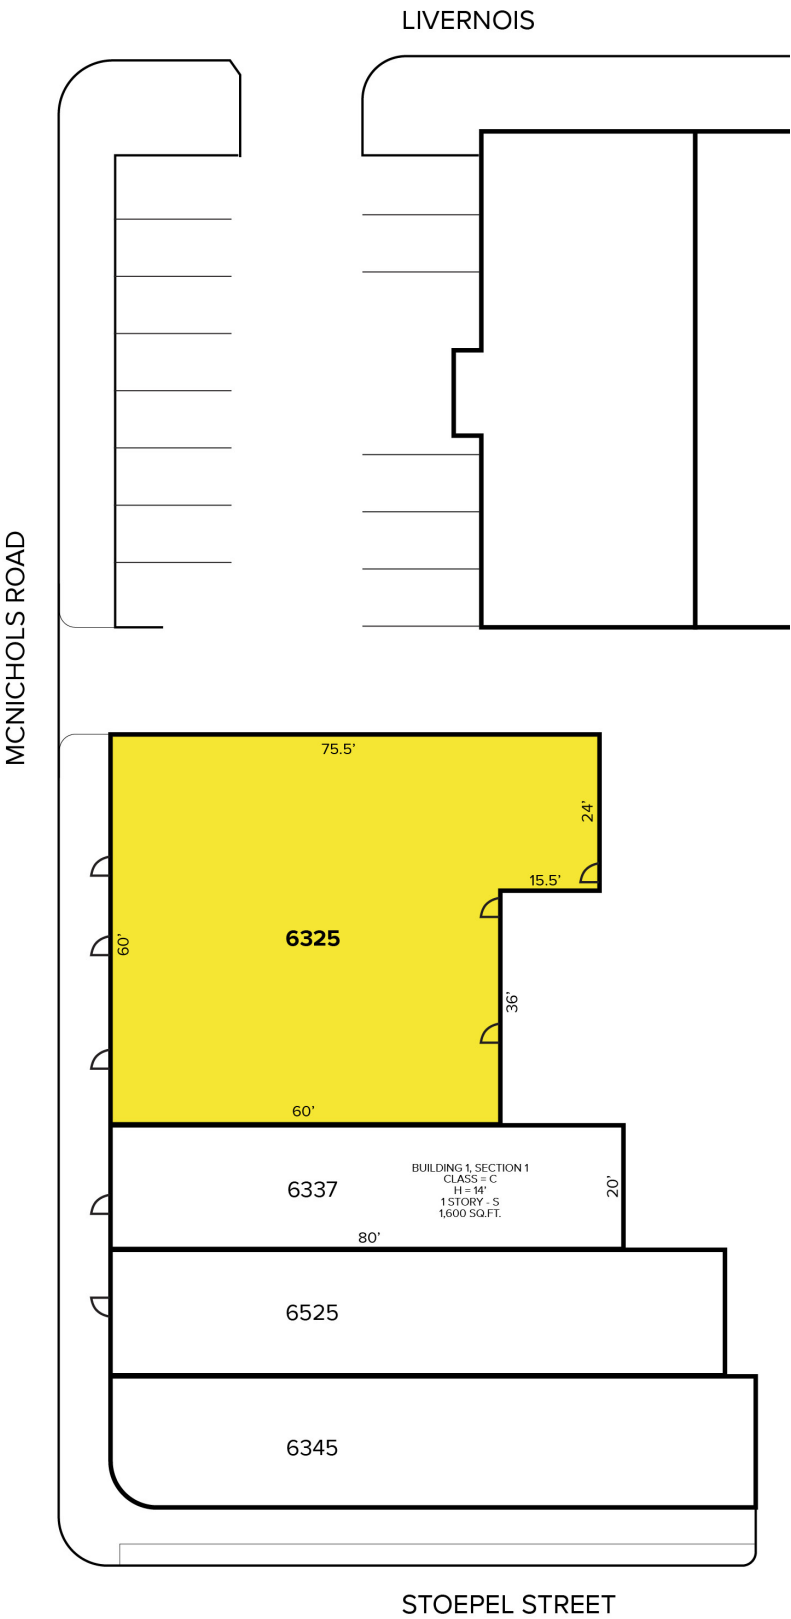 LIVERNOIS
MCNICHOLS ROAD
75.5’
24’
15.5’
6325
60’
36’
60’
BUILDING 1, SECTION 1
CLASS = C
H = 14'
1 STORY - S
1,600 SQ.FT.
6337
20’
80’
6525
6345
STOEPEL STREET